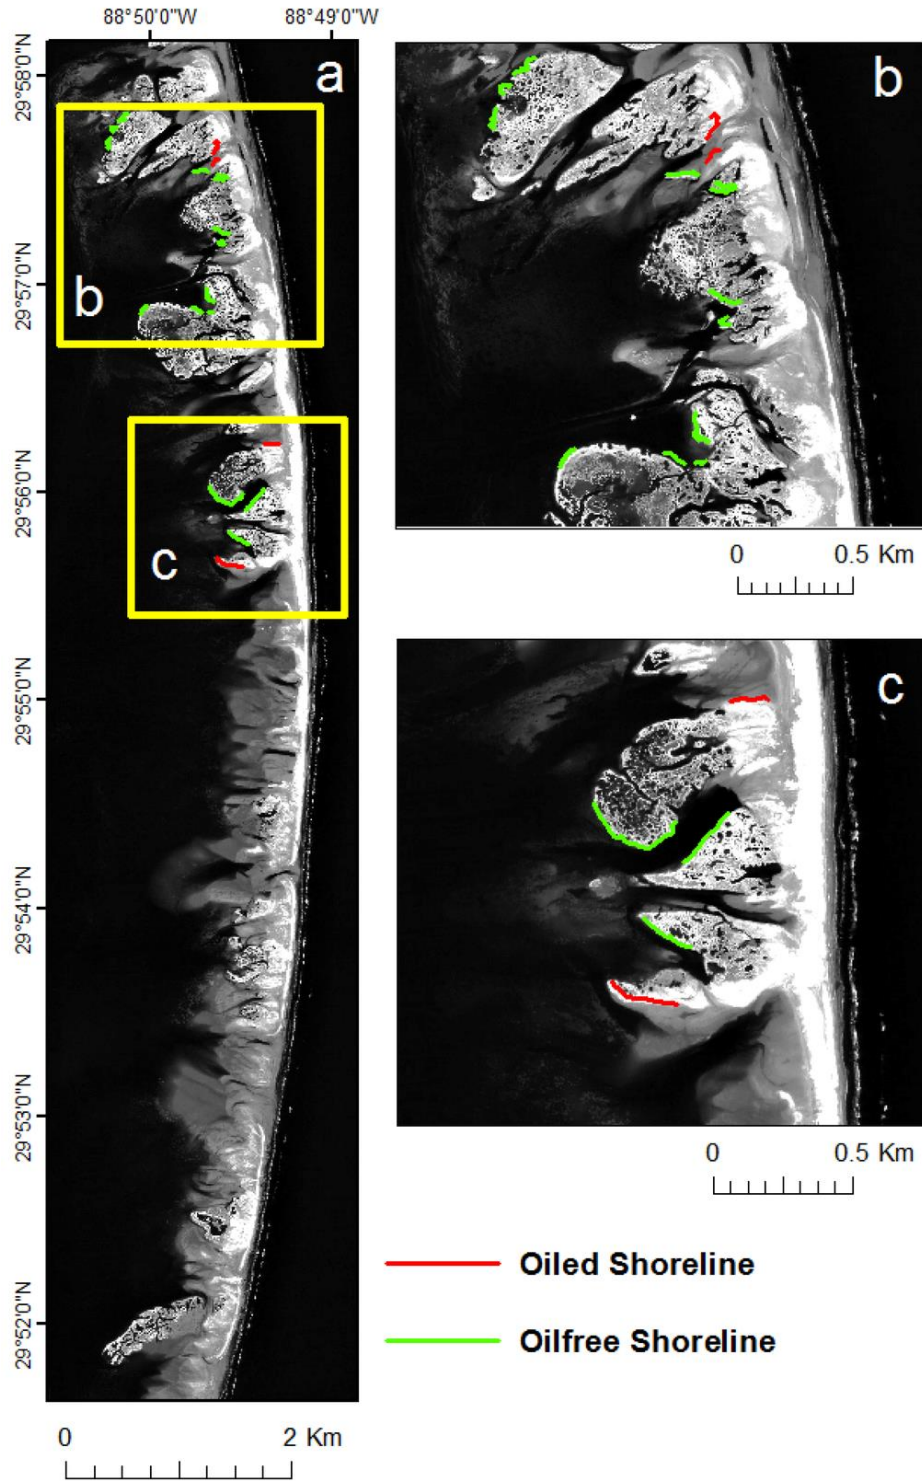 88°50'0"W 88°49'0"W
29°58'0"N
29°57'0"N
29°56'0"N
29°55'0"N
29°54'0"N
29°53'0"N
29°52'0"N
a
b
c
0 2 Km
b
0 0.5 Km
c
0 0.5 Km
Oiled Shoreline
Oilfree Shoreline